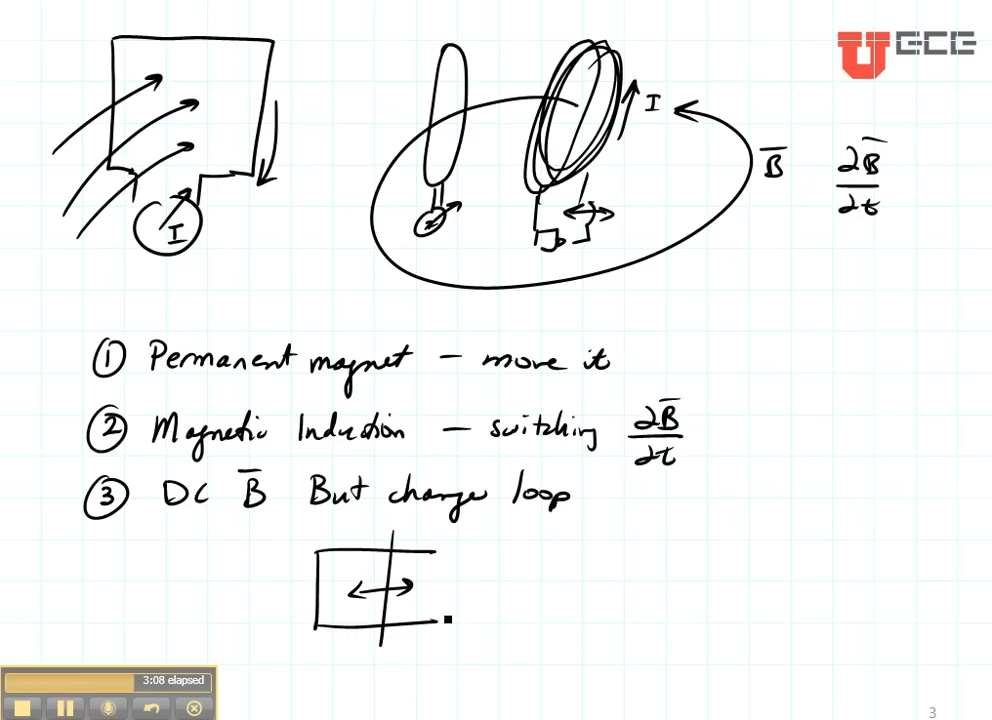 U ECE
I
B̅
∂B̅/∂t
I
① Permanent magnet — move it
② Magnetic Induction — switching ∂B̅/∂t
③ DC B̅ But change loop
3:08 elapsed
3